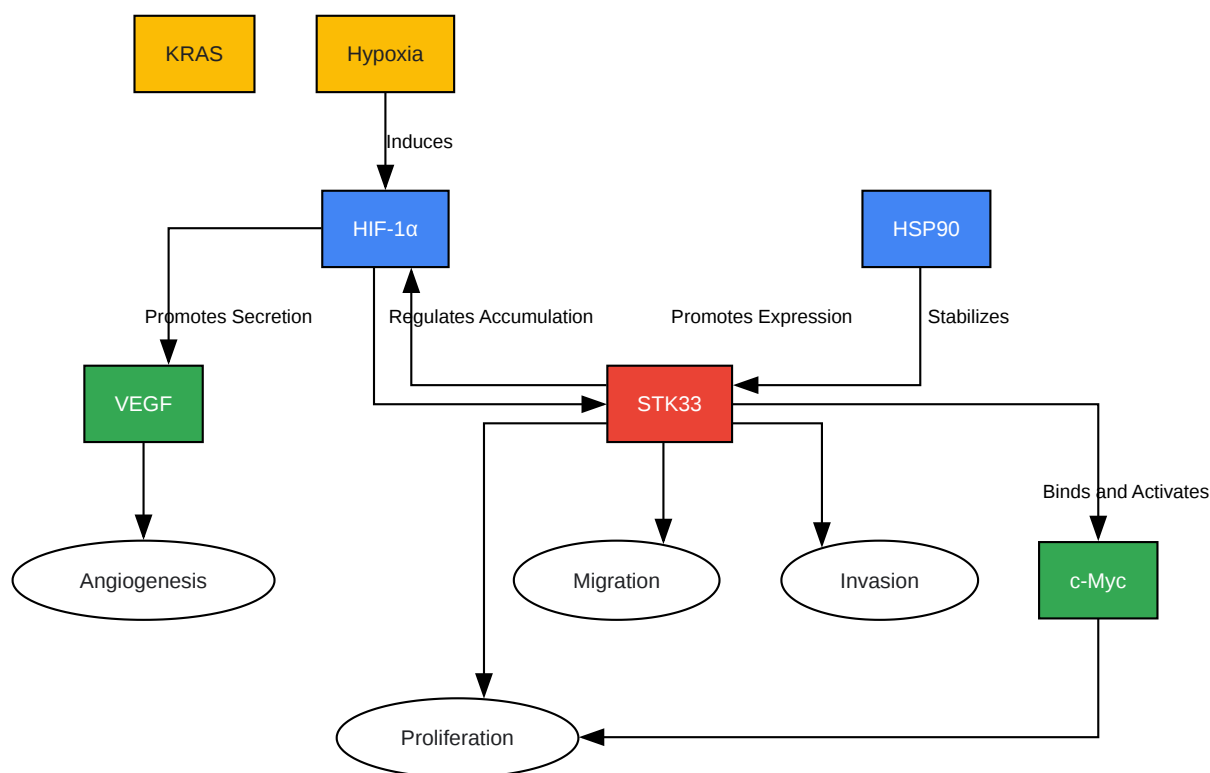 KRAS
Hypoxia
Induces
HIF-1α
HSP90
Promotes Secretion
Regulates Accumulation
Promotes Expression
Stabilizes
VEGF
STK33
Binds and Activates
Angiogenesis
Migration
Invasion
c-Myc
Proliferation